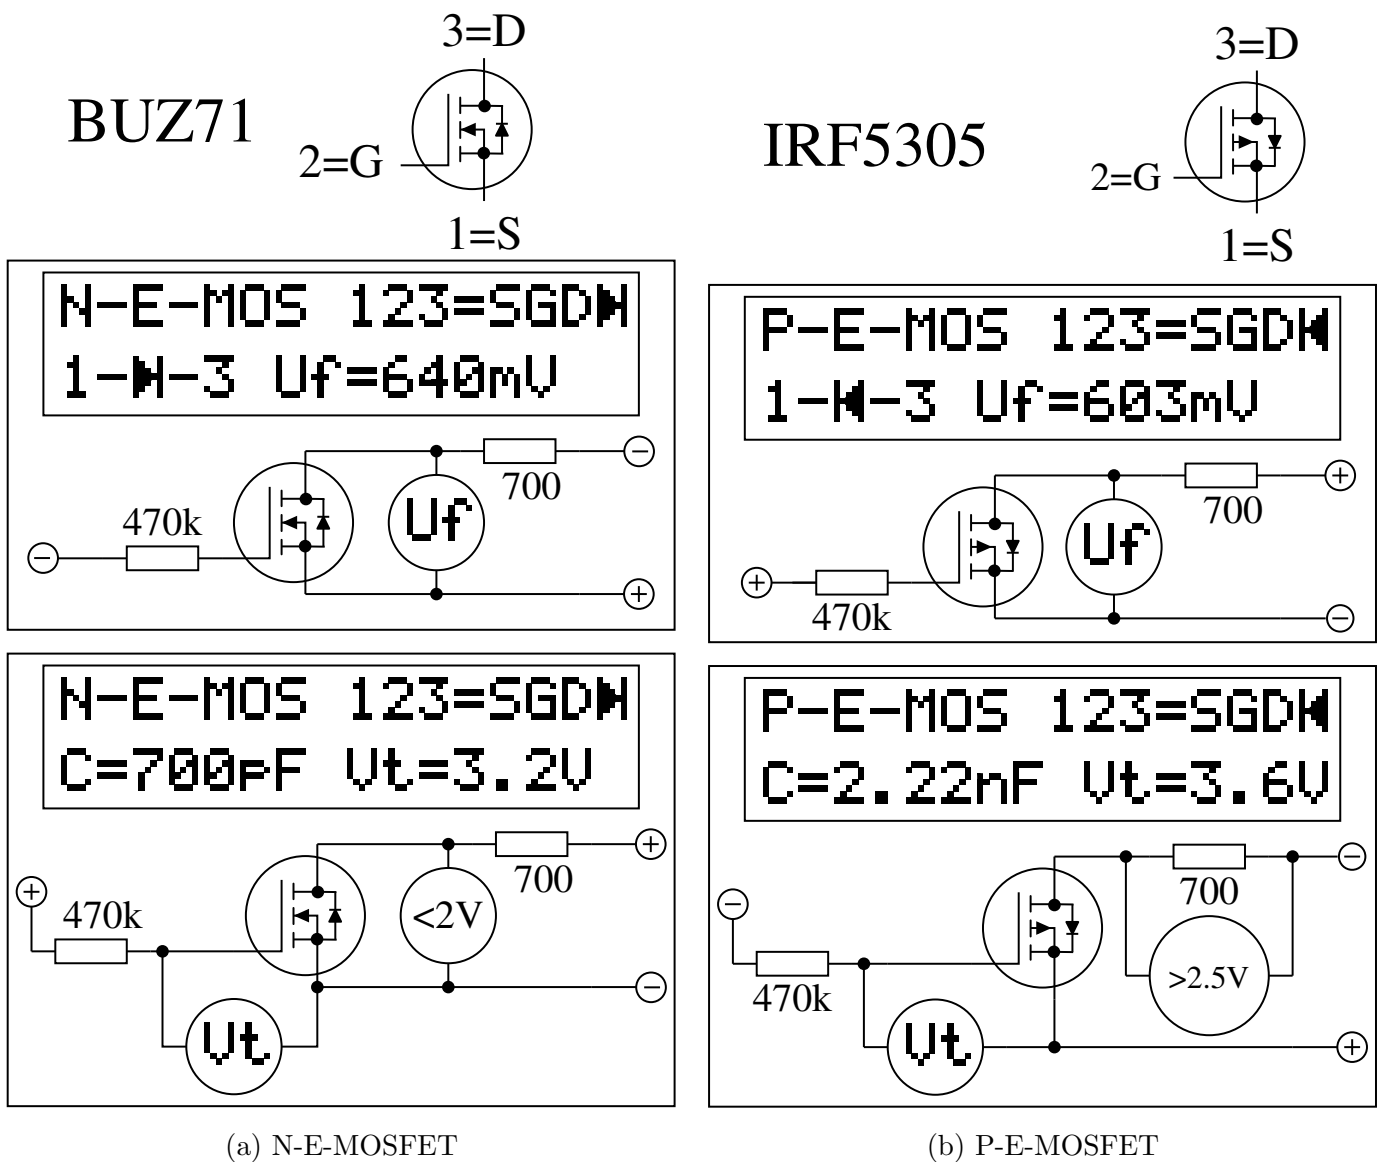 3=D
BUZ71
2=G
1=S
N-E-MOS 123=SGD
1-▶|-3 Uf=640mV
700
470k
Uf
−
−
+
N-E-MOS 123=SGD
C=700pF Vt=3.2V
+
700
+
470k
<2V
−
Vt
(a) N-E-MOSFET
3=D
IRF5305
2=G
1=S
P-E-MOS 123=SGD
1-|◀-3 Uf=603mV
+
700
Uf
+
470k
−
P-E-MOS 123=SGD
C=2.22nF Vt=3.6V
−
700
−
470k
>2.5V
Vt
+
(b) P-E-MOSFET